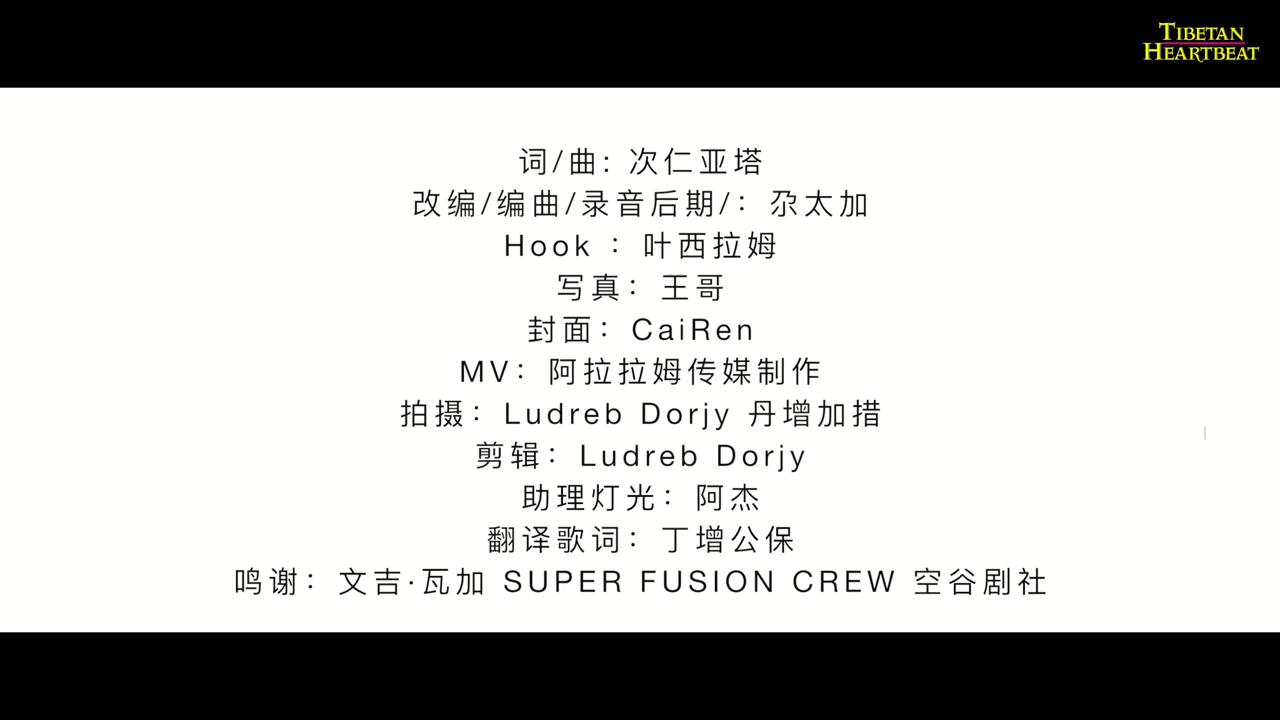 TIBETAN
HEARTBEAT
词/曲: 次仁亚塔
改编/编曲/录音后期/: 尕太加
Hook : 叶西拉姆
写真: 王哥
封面: CaiRen
MV: 阿拉拉姆传媒制作
拍摄: Ludreb Dorjy 丹增加措
剪辑: Ludreb Dorjy
助理灯光: 阿杰
翻译歌词: 丁增公保
鸣谢: 文吉·瓦加 SUPER FUSION CREW 空谷剧社